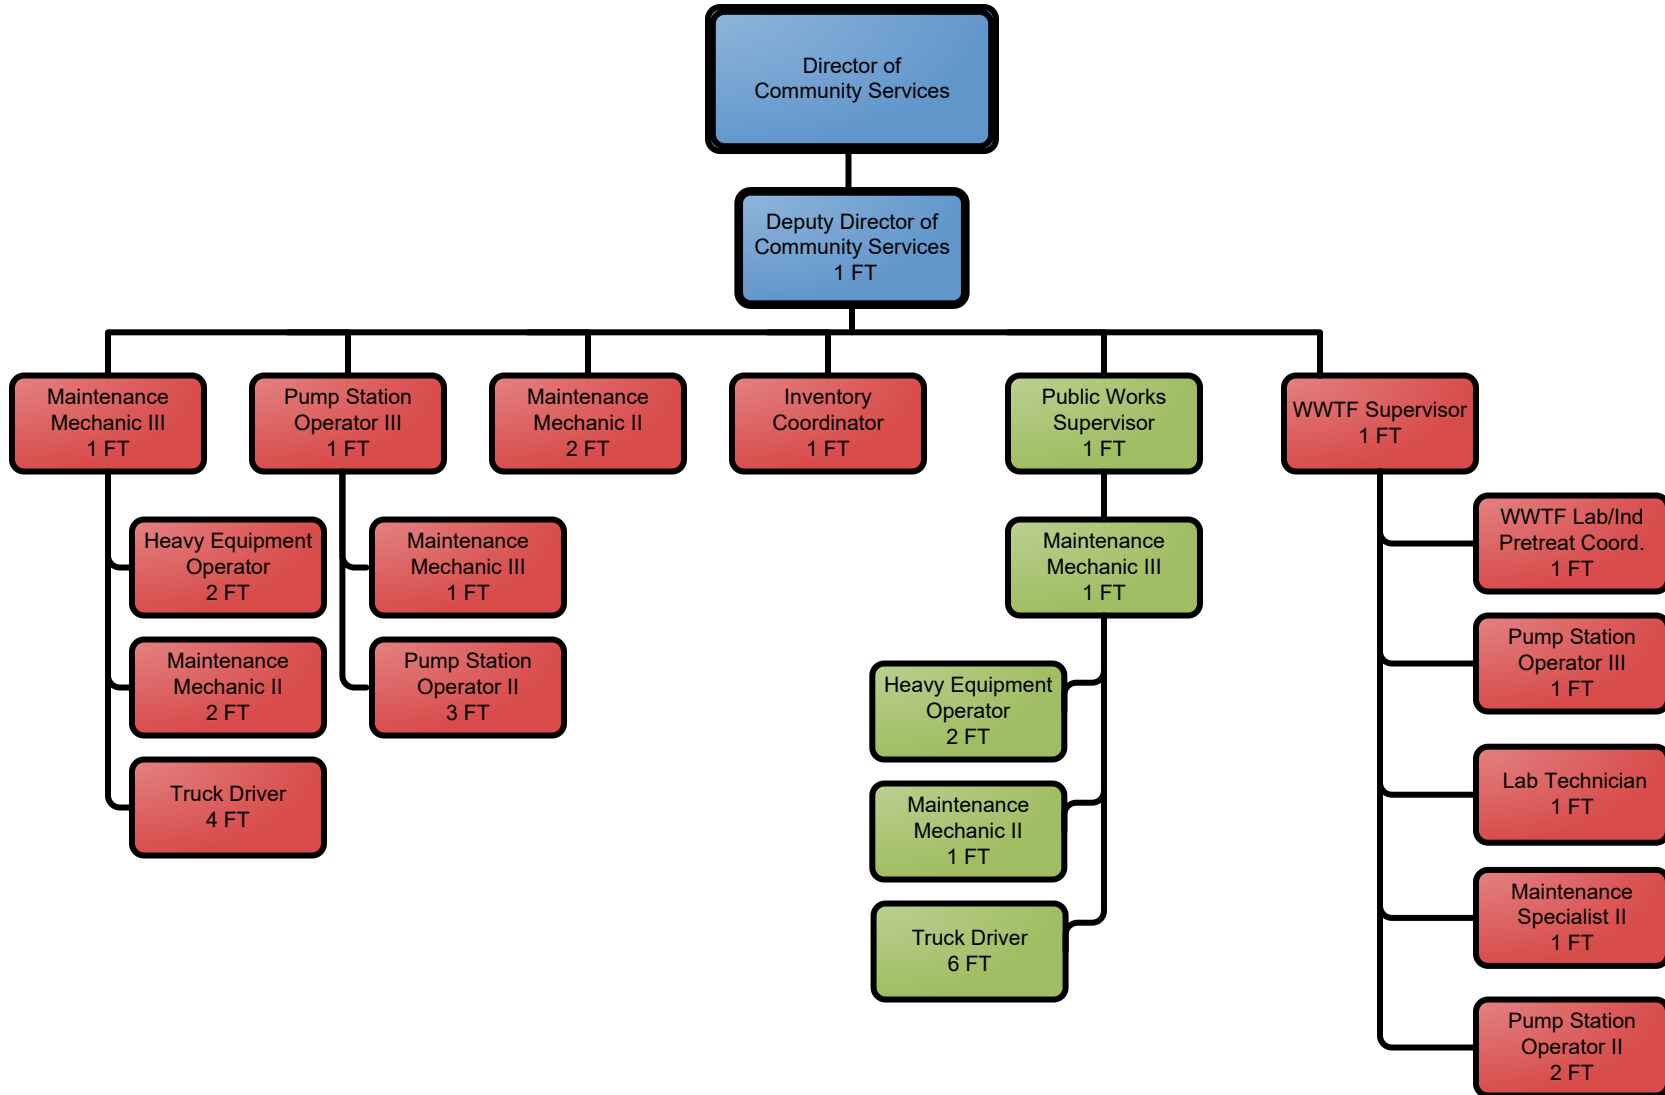 Director of
Community Services
Deputy Director of
Community Services
1 FT
Maintenance
Mechanic III
1 FT
Pump Station
Operator III
1 FT
Maintenance
Mechanic II
2 FT
Inventory
Coordinator
1 FT
Public Works
Supervisor
1 FT
WWTF Supervisor
1 FT
Heavy Equipment
Operator
2 FT
Maintenance
Mechanic II
2 FT
Truck Driver
4 FT
Maintenance
Mechanic III
1 FT
Pump Station
Operator II
3 FT
Maintenance
Mechanic III
1 FT
Heavy Equipment
Operator
2 FT
Maintenance
Mechanic II
1 FT
Truck Driver
6 FT
WWTF Lab/Ind
Pretreat Coord.
1 FT
Pump Station
Operator III
1 FT
Lab Technician
1 FT
Maintenance
Specialist II
1 FT
Pump Station
Operator II
2 FT